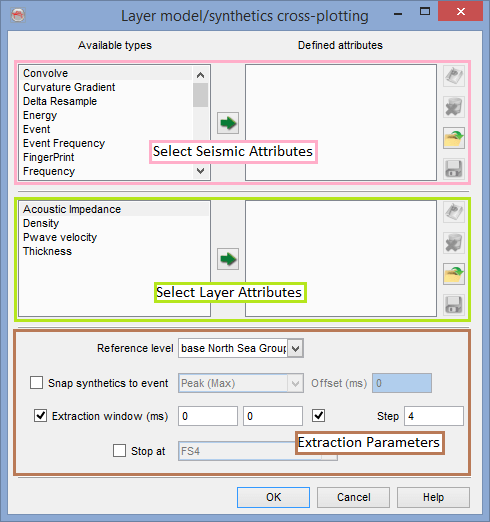 Layer model/synthetics cross-plotting
Available types
Defined attributes
Convolve
Curvature Gradient
Delta Resample
Energy
Event
Event Frequency
FingerPrint
Frequency
Select Seismic Attributes
Acoustic Impedance
Density
Pwave velocity
Thickness
Select Layer Attributes
Reference level base North Sea Group
Snap synthetics to event Peak (Max) Offset (ms) 0
Extraction window (ms) 0 0 Step 4
Extraction Parameters
Stop at FS4
OK Cancel Help